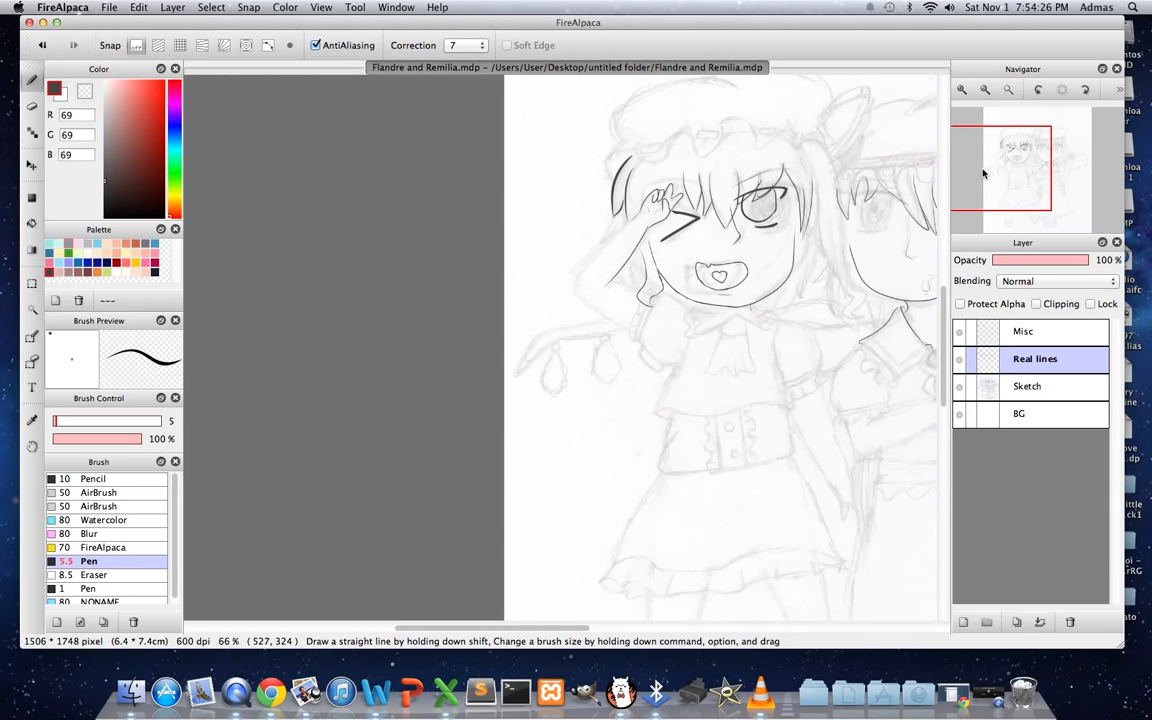 FireAlpaca File Edit Layer Select Snap Color View Tool Window Help Sat Nov 1 7:54:26 PM Admas
FireAlpaca
Snap AntiAliasing Correction 7 Soft Edge
Flandre and Remilia.mdp - /Users/User/Desktop/untitled folder/Flandre and Remilia.mdp
Color
R 69
G 69
B 69
Palette
---
Brush Preview
Brush Control
5
100 %
Brush
10 Pencil
50 AirBrush
50 AirBrush
80 Watercolor
80 Blur
70 FireAlpaca
5.5 Pen
8.5 Eraser
1 Pen
80 NONAME
T
Navigator
Layer
Opacity 100 %
Blending Normal
Protect Alpha Clipping Lock
Misc
Real lines
Sketch
BG
1506 * 1748 pixel (6.4 * 7.4cm) 600 dpi 66 % ( 527, 324 ) Draw a straight line by holding down shift, Change a brush size by holding down command, option, and drag